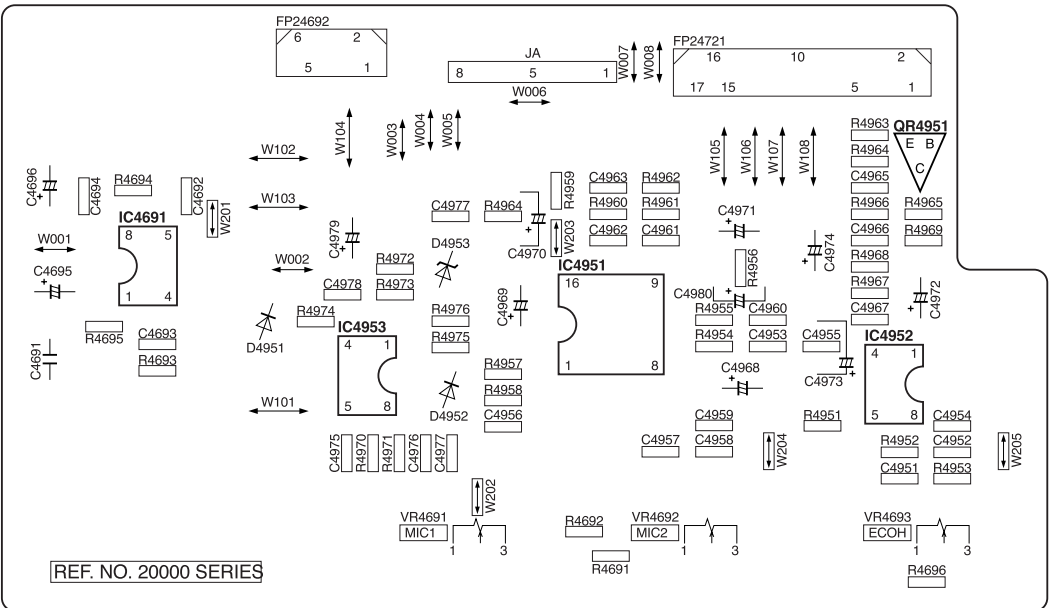 FP24692
6 2
5 1
JA
8 5 1
W006
W007
W008
FP24721
16 10 2
17 15 5 1
W104
W003
W004
W005
W102
W103
W105
W106
W107
W108
R4963
QR4951
E B
C
R4964
C4965
R4966
R4965
C4966
R4969
R4968
R4967
C4967
C4972
C4696
C4694
R4694
C4692
W201
IC4691
8 5
1 4
W001
C4695
R4695
C4693
R4693
C4691
C4979
W002
R4972
C4978
R4973
R4974
D4951
D4953
C4977
R4964
C4970
R4959
W203
C4963
R4962
R4960
R4961
C4962
C4961
C4971
R4956
C4974
C4980
IC4951
16 9
1 8
C4969
R4976
R4975
IC4953
4 1
5 8
R4957
R4958
C4956
D4952
W101
R4955
C4960
R4954
C4953
C4955
C4973
C4968
IC4952
4 1
5 8
C4959
R4951
C4954
C4957
C4958
W204
R4952
C4952
W205
C4951
R4953
C4975
R4970
R4971
C4976
C4977
W202
VR4691
MIC1
1 3
R4692
R4691
VR4692
MIC2
1 3
VR4693
ECOH
1 3
R4696
REF. NO. 20000 SERIES